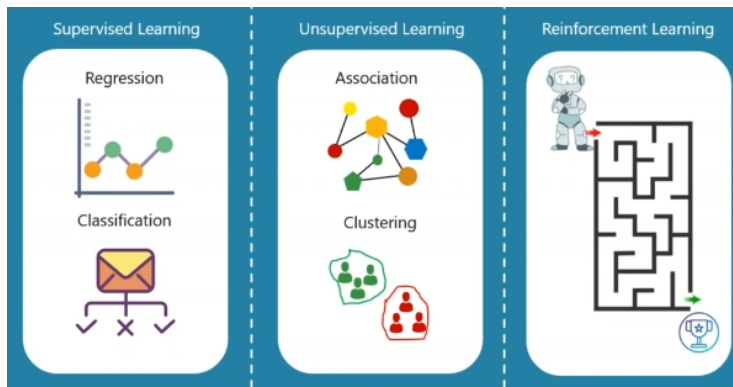 Supervised Learning
Regression
Classification
Unsupervised Learning
Association
Clustering
Reinforcement Learning